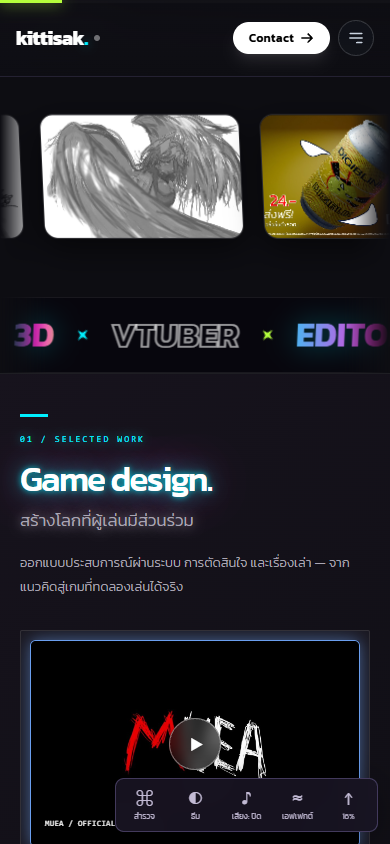 kittisak.
Contact →
24.-
ส่งฟรี!
3D
VTUBER
EDITO
01 / SELECTED WORK
Game design.
สร้างโลกที่ผู้เล่นมีส่วนร่วม
ออกแบบประสบการณ์ผ่านระบบ การตัดสินใจ และเรื่องเล่า — จาก
แนวคิดสู่เกมที่ทดลองเล่นได้จริง
MUEA
MUEA / OFFICIAL
สำรวจ
ธีม
เสียง: ปิด
เอฟเฟกต์
16%